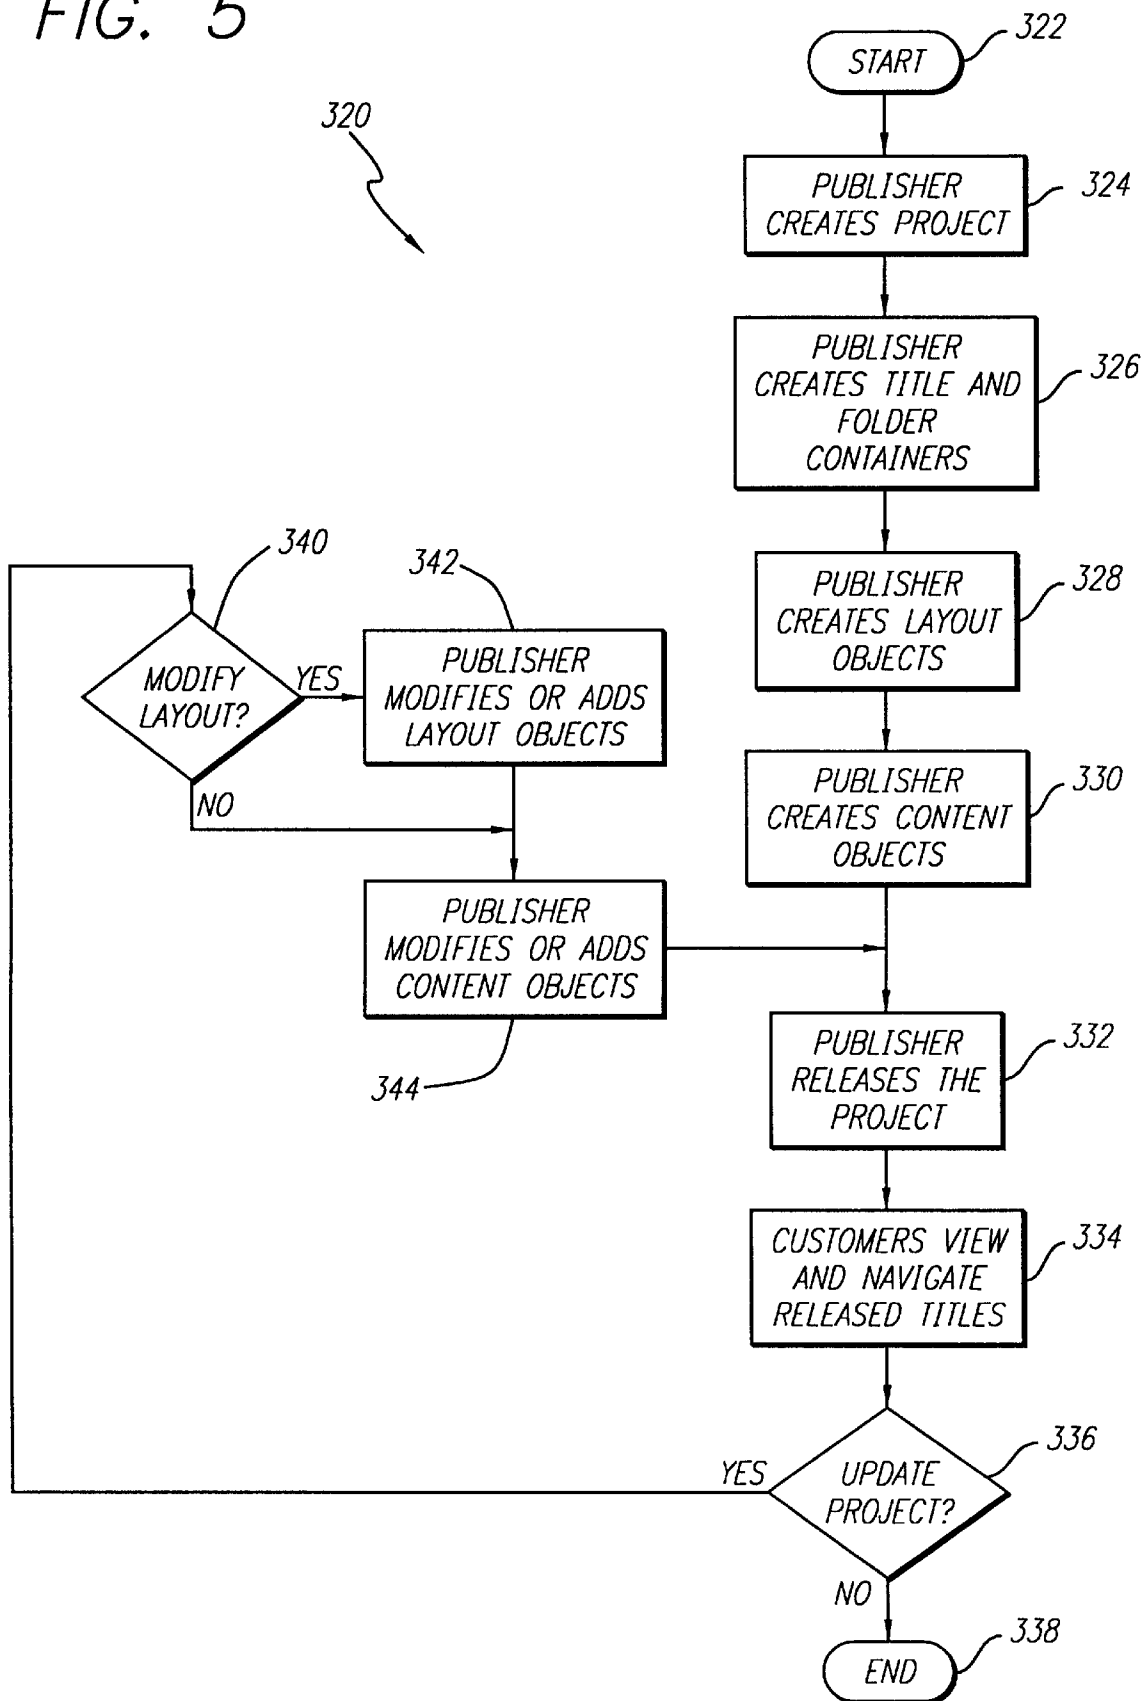 FIG. 5
322
START
320
PUBLISHER
CREATES PROJECT
324
PUBLISHER
CREATES TITLE AND
FOLDER
CONTAINERS
326
PUBLISHER
CREATES LAYOUT
OBJECTS
328
340
MODIFY
LAYOUT?
YES
NO
342
PUBLISHER
MODIFIES OR ADDS
LAYOUT OBJECTS
PUBLISHER
CREATES CONTENT
OBJECTS
330
PUBLISHER
MODIFIES OR ADDS
CONTENT OBJECTS
344
PUBLISHER
RELEASES THE
PROJECT
332
CUSTOMERS VIEW
AND NAVIGATE
RELEASED TITLES
334
UPDATE
PROJECT?
336
YES
NO
END
338